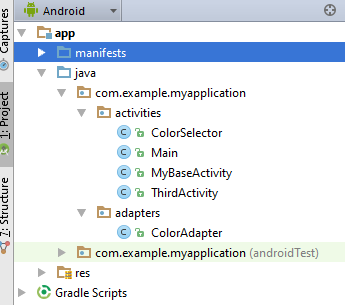 Android
app
manifests
java
com.example.myapplication
activities
ColorSelector
Main
MyBaseActivity
ThirdActivity
adapters
ColorAdapter
com.example.myapplication (androidTest)
res
Gradle Scripts
Captures
1: Project
7: Structure